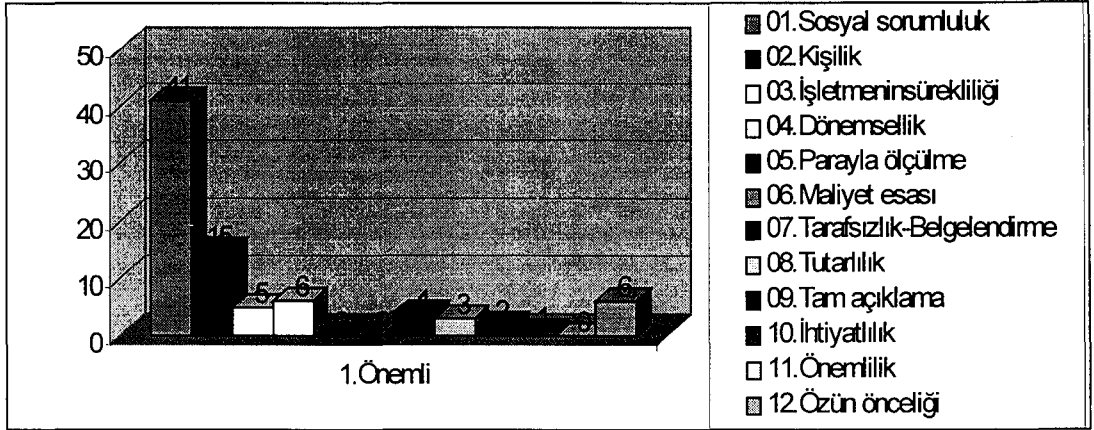 50
40
30
20
10
0
41
15
5
6
4
3
2
1
0
6
1.Önemli
01.Sosyal sorumluluk
02.Kişilik
03.İşletmeninsürekliliği
04.Dönemsellik
05.Parayla ölçülme
06.Maliyet esası
07.Tarafsızlık-Belgelendirme
08.Tutarlılık
09.Tam açıklama
10.İhtiyatlılık
11.Önemlilik
12.Özün önceliği